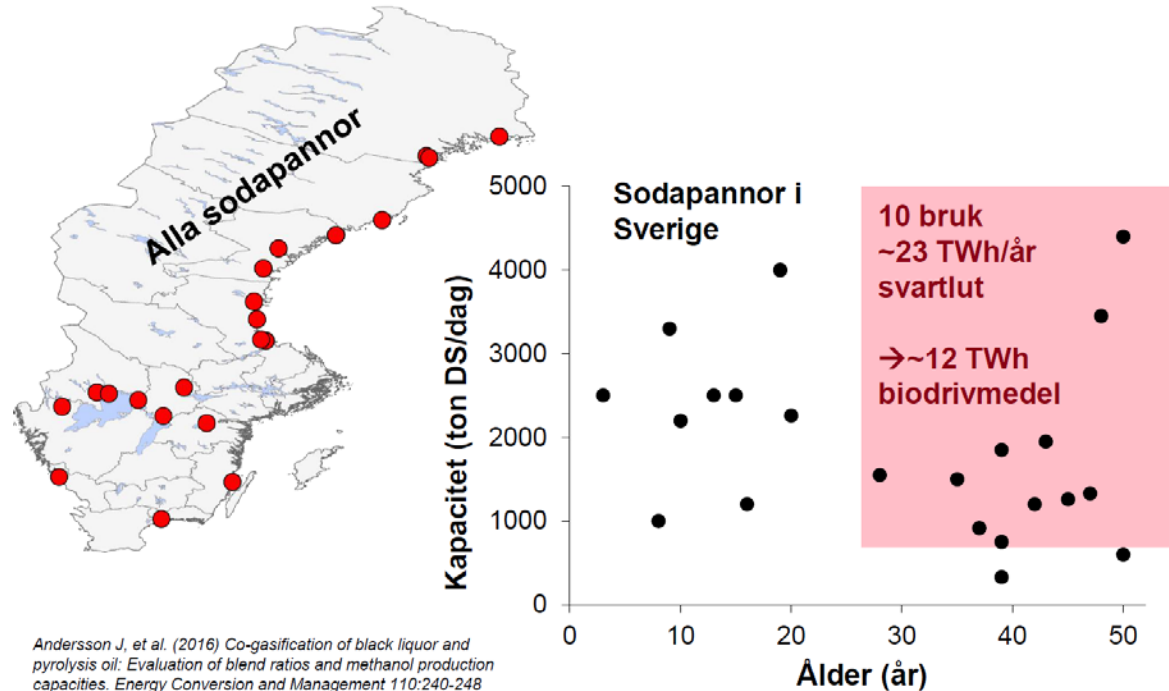 Alla sodapannor
Sodapannor i
Sverige
10 bruk
~23 TWh/år
svartlut
→~12 TWh
biodrivmedel
Kapacitet (ton DS/dag)
5000
4000
3000
2000
1000
0
0 10 20 30 40 50
Ålder (år)
Andersson J, et al. (2016) Co-gasification of black liquor and
pyrolysis oil: Evaluation of blend ratios and methanol production
capacities. Energy Conversion and Management 110:240-248